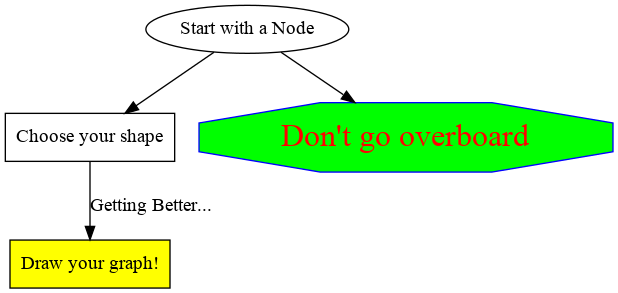 Start with a Node
Choose your shape
Don't go overboard
Getting Better...
Draw your graph!